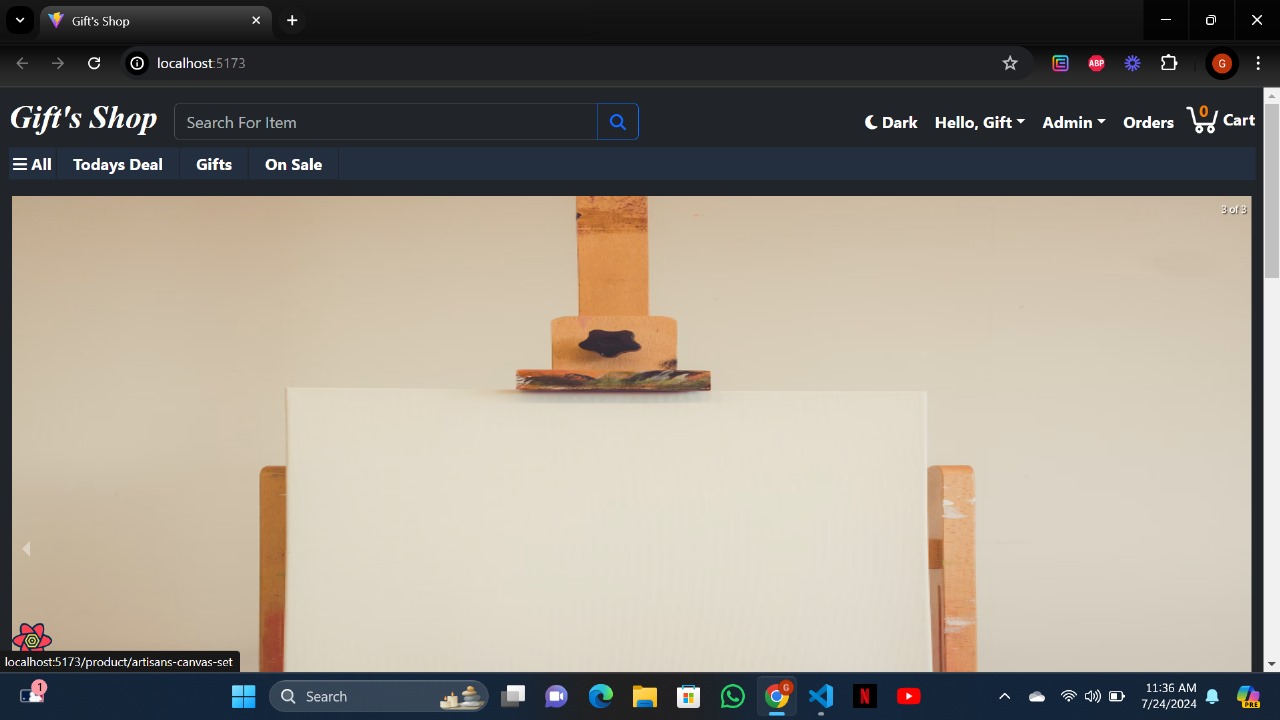 Gift's Shop
localhost:5173
ABP
G
Gift's Shop
Search For Item
Dark
Hello, Gift
Admin
Orders
0
Cart
All
Todays Deal
Gifts
On Sale
3 of 3
localhost:5173/product/artisans-canvas-set
1
Search
G
N
11:36 AM
7/24/2024
PRE